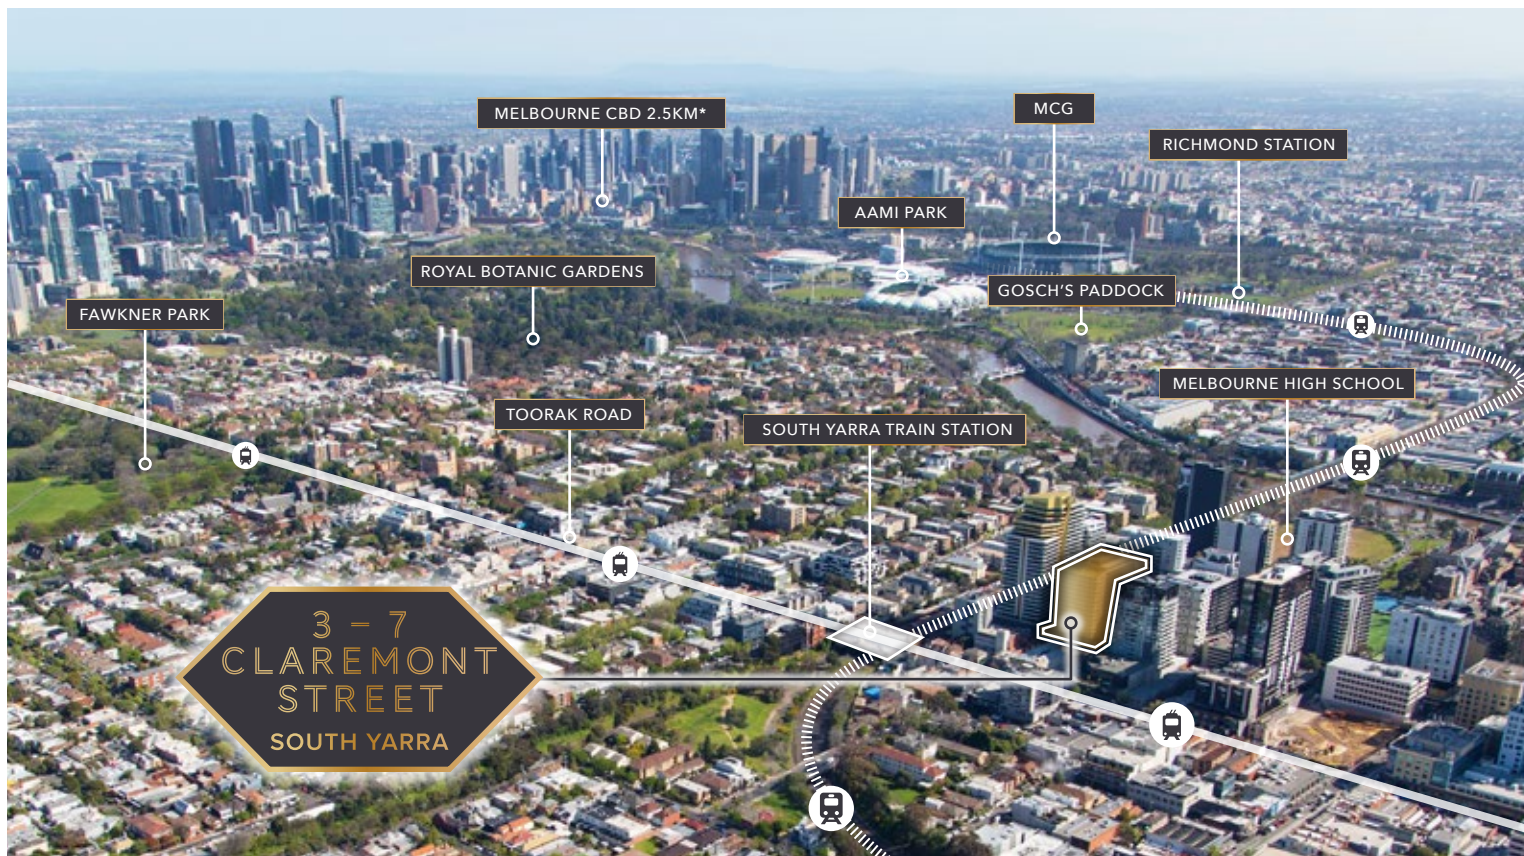 MELBOURNE CBD 2.5KM*
MCG
RICHMOND STATION
AAMI PARK
ROYAL BOTANIC GARDENS
GOSCH'S PADDOCK
FAWKNER PARK
MELBOURNE HIGH SCHOOL
TOORAK ROAD
SOUTH YARRA TRAIN STATION
3 – 7
CLAREMONT
STREET
SOUTH YARRA